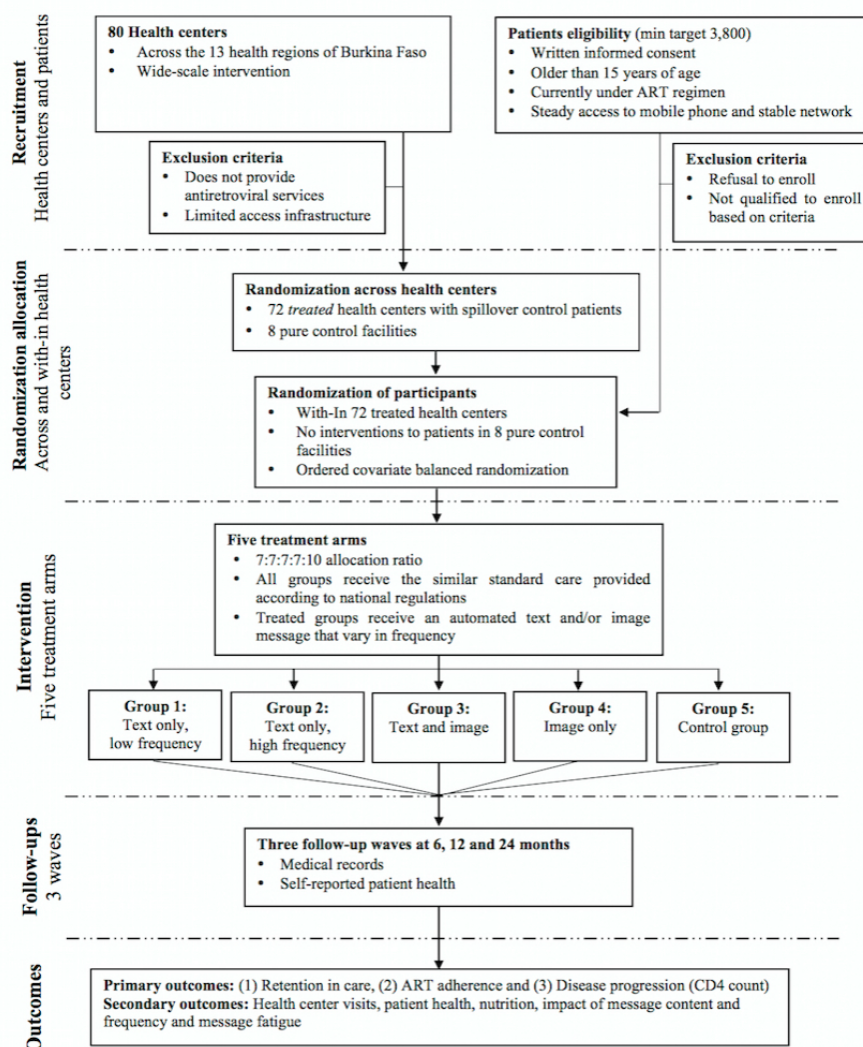 Recruitment
Health centers and patients
80 Health centers
• Across the 13 health regions of Burkina Faso
• Wide-scale intervention
Patients eligibility (min target 3,800)
• Written informed consent
• Older than 15 years of age
• Currently under ART regimen
• Steady access to mobile phone and stable network
Exclusion criteria
• Does not provide
antiretroviral services
• Limited access infrastructure
Exclusion criteria
• Refusal to enroll
• Not qualified to enroll
based on criteria
Randomization allocation
Across and with-in health
centers
Randomization across health centers
• 72 treated health centers with spillover control patients
• 8 pure control facilities
Randomization of participants
• With-In 72 treated health centers
• No interventions to patients in 8 pure control
facilities
• Ordered covariate balanced randomization
Intervention
Five treatment arms
Five treatment arms
• 7:7:7:7:10 allocation ratio
• All groups receive the similar standard care provided
according to national regulations
• Treated groups receive an automated text and/or image
message that vary in frequency
Group 1:
Text only,
low frequency
Group 2:
Text only,
high frequency
Group 3:
Text and image
Group 4:
Image only
Group 5:
Control group
Follow-ups
3 waves
Three follow-up waves at 6, 12 and 24 months
• Medical records
• Self-reported patient health
Outcomes
Primary outcomes: (1) Retention in care, (2) ART adherence and (3) Disease progression (CD4 count)
Secondary outcomes: Health center visits, patient health, nutrition, impact of message content and
frequency and message fatigue